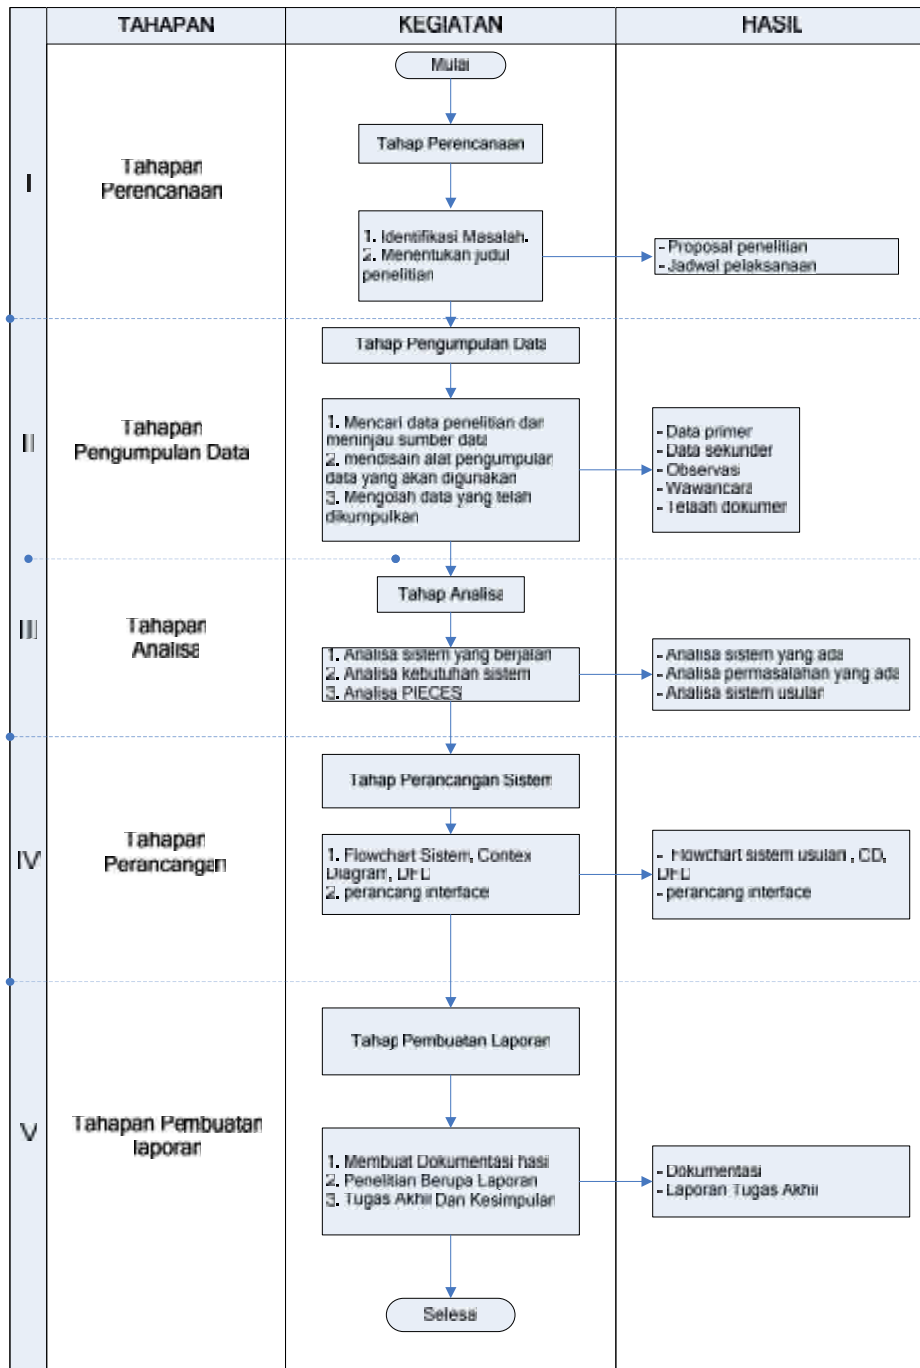 TAHAPAN
KEGIATAN
HASIL
Mulai
I
Tahapan
Perencanaan
Tahap Perencanaan
1. Identifikasi Masalah.
2. Menentukan judul
penelitian
- Proposal penelitian
- Jadwal pelaksanaan
II
Tahapan
Pengumpulan Data
Tahap Pengumpulan Data
1. Mencari data penelitian dan
meninjau sumber data
2. mendisain alat pengumpulan
data yang akan digunakan
3. Mengolah data yang telah
dikumpulkan
- Data primer
- Data sekunder
- Observasi
- Wawancara
- Telaah dokumen
III
Tahapan
Analisa
Tahap Analisa
1. Analisa sistem yang berjalan
2. Analisa kebutuhan sistem
3. Analisa PIECES
- Analisa sistem yang ada
- Analisa permasalahan yang ada
- Analisa sistem usulan
IV
Tahapan
Perancangan
Tahap Perancangan Sistem
1. Flowchart Sistem, Contex
Diagram, DFD
2. perancang interface
- Flowchart sistem usulan , CD,
DFD
- perancang interface
V
Tahapan Pembuatan
laporan
Tahap Pembuatan Laporan
1. Membuat Dokumentasi hasi
2. Penelitian Berupa Laporan
3. Tugas Akhir Dan Kesimpulan
- Dokumentasi
- Laporan Tugas Akhir
Selesai